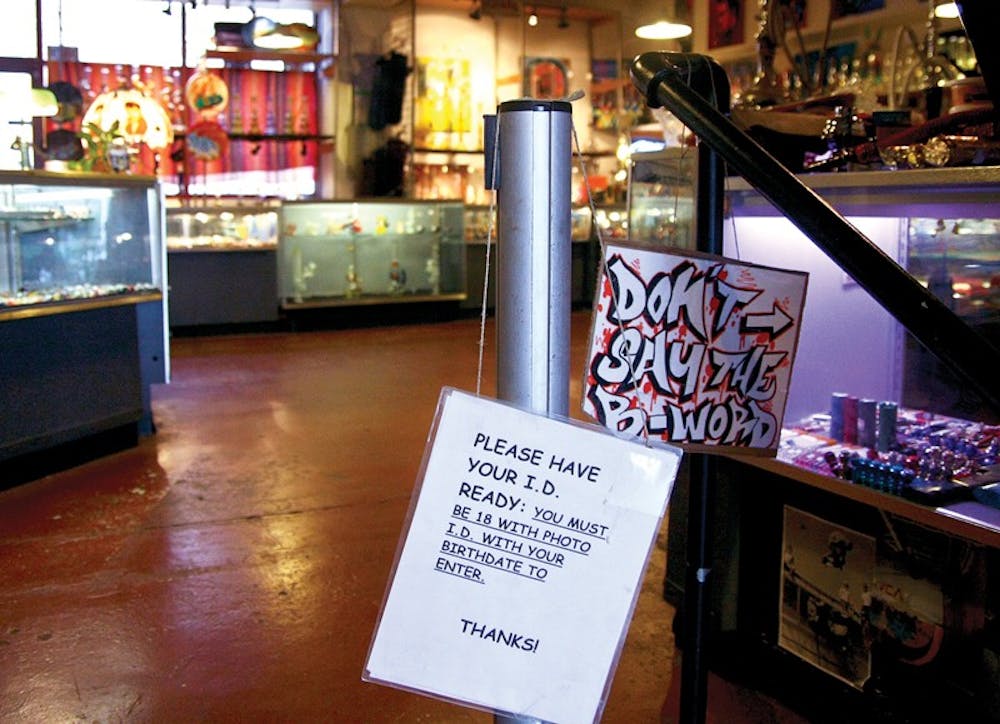 PLEASE HAVE
YOUR I.D.
READY: YOU MUST
BE 18 WITH PHOTO
I.D. WITH YOUR
BIRTHDATE TO
ENTER.
THANKS!
DON'T →
SAY THE
B-WORD